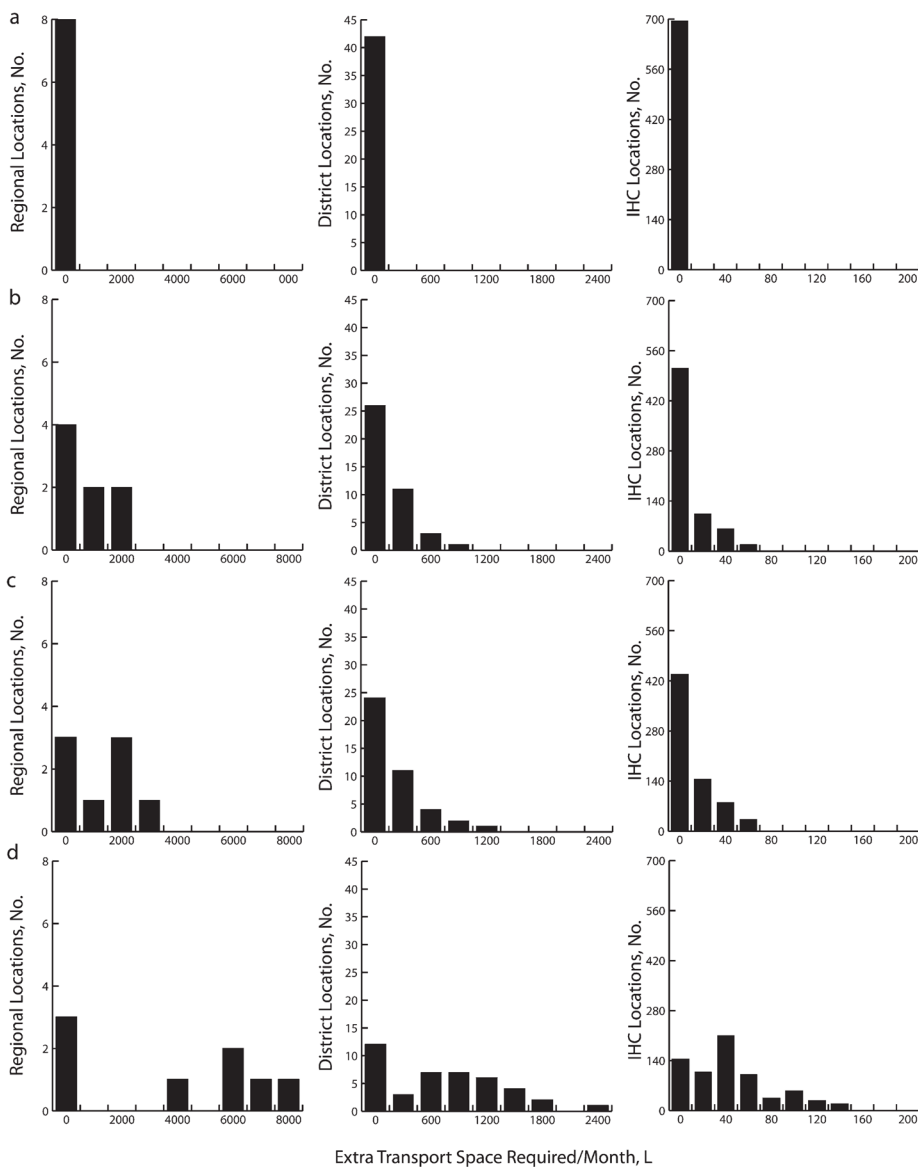 a
Regional Locations, No.
8
6
4
2
0
0 2000 4000 6000 000
District Locations, No.
45
40
35
30
25
20
15
10
5
0
0 600 1200 1800 2400
IHC Locations, No.
700
560
420
280
140
0
0 40 80 120 160 200
b
Regional Locations, No.
8
6
4
2
0
0 2000 4000 6000 8000
District Locations, No.
45
40
35
30
25
20
15
10
5
0
0 600 1200 1800 2400
IHC Locations, No.
700
560
420
280
140
0
0 40 80 120 160 200
c
Regional Locations, No.
8
6
4
2
0
0 2000 4000 6000 8000
District Locations, No.
45
40
35
30
25
20
15
10
5
0
0 600 1200 1800 2400
IHC Locations, No.
700
560
420
280
140
0
0 40 80 120 160 200
d
Regional Locations, No.
8
6
4
2
0
0 2000 4000 6000 8000
District Locations, No.
45
40
35
30
25
20
15
10
5
0
0 600 1200 1800 2400
IHC Locations, No.
700
560
420
280
140
0
0 40 80 120 160 200
Extra Transport Space Required/Month, L